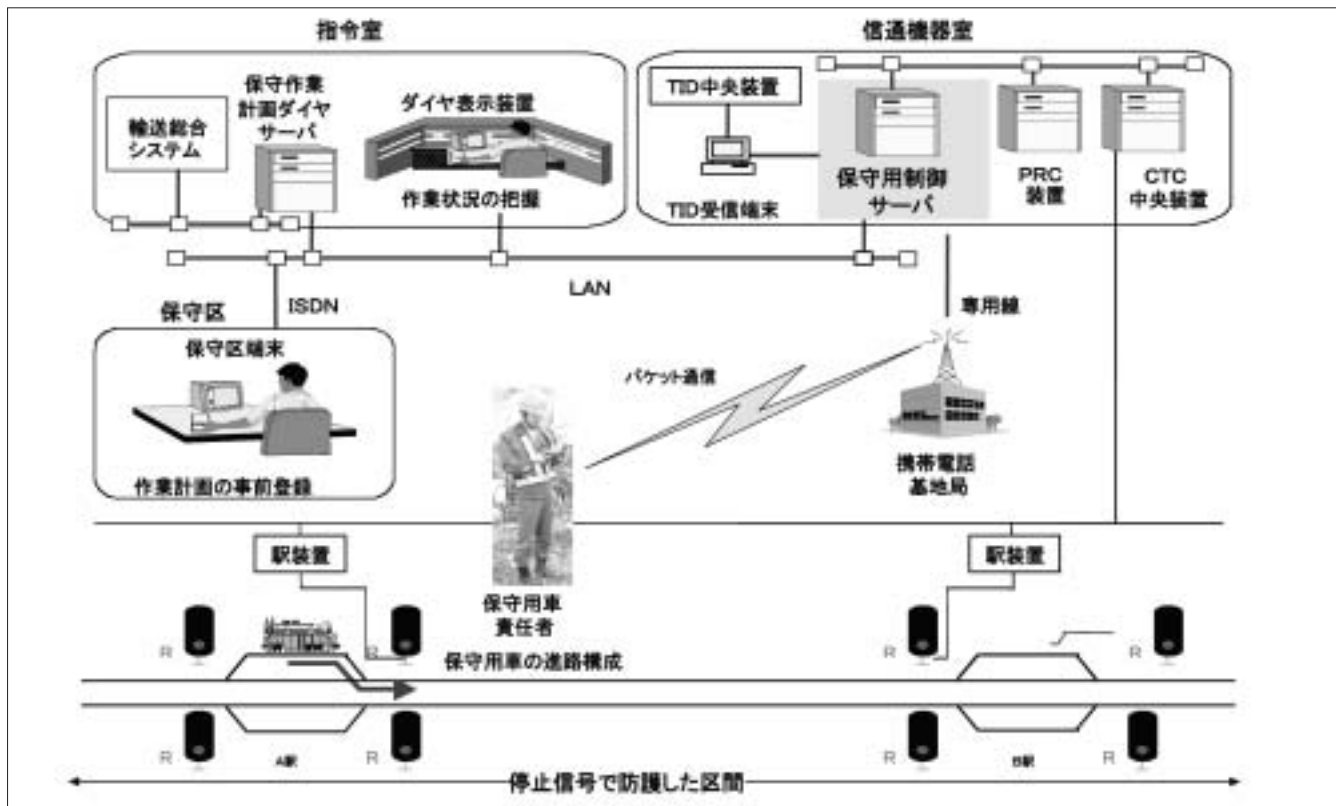 指令室
信通機器室
保守作業
計画ダイヤ
サーバ
ダイヤ表示装置
輸送総合
システム
作業状況の把握
TID中央装置
TID受信端末
保守用制御
サーバ
PRC
装置
CTC
中央装置
LAN
ISDN
保守区
保守区端末
作業計画の事前登録
専用線
パケット通信
携帯電話
基地局
駅装置
駅装置
保守用車
責任者
保守用車の進路構成
R
R
R
R
R
R
R
R
A駅
B駅
停止信号で防護した区間